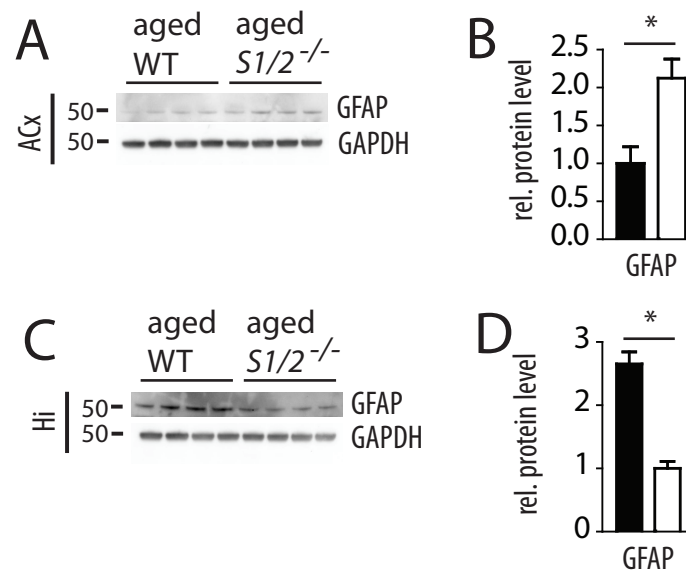 A
aged aged
WT S1/2-/-
ACx
50 GFAP
50 GAPDH
B
*
rel. protein level
2.5
2.0
1.5
1.0
0.5
0.0
GFAP
C
aged aged
WT S1/2-/-
Hi
50 GFAP
50 GAPDH
D
*
rel. protein level
3
2
1
0
GFAP